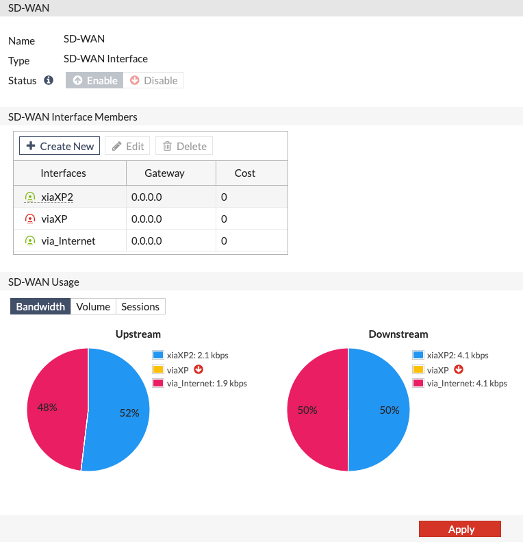 SD-WAN
Name SD-WAN
Type SD-WAN Interface
Status Enable Disable
SD-WAN Interface Members
Create New Edit Delete
Interfaces Gateway Cost
xiaXP2 0.0.0.0 0
viaXP 0.0.0.0 0
via_Internet 0.0.0.0 0
SD-WAN Usage
Bandwidth Volume Sessions
Upstream
xiaXP2: 2.1 kbps
viaXP
via_Internet: 1.9 kbps
48%
52%
Downstream
xiaXP2: 4.1 kbps
viaXP
via_Internet: 4.1 kbps
50%
50%
Apply